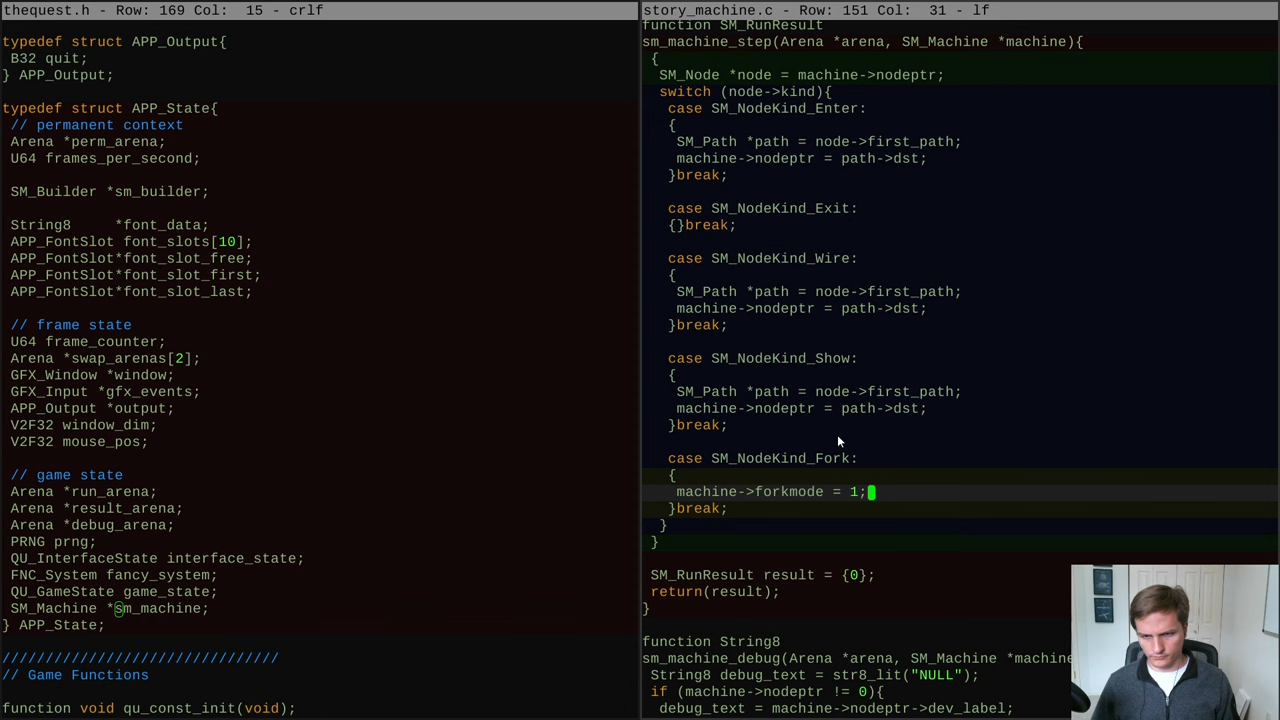 thequest.h - Row: 169 Col:  15 - crlf
typedef struct APP_Output{
 B32 quit;
} APP_Output;
typedef struct APP_State{
 // permanent context
 Arena *perm_arena;
 U64 frames_per_second;
 SM_Builder *sm_builder;
 String8     *font_data;
 APP_FontSlot font_slots[10];
 APP_FontSlot*font_slot_free;
 APP_FontSlot*font_slot_first;
 APP_FontSlot*font_slot_last;
 // frame state
 U64 frame_counter;
 Arena *swap_arenas[2];
 GFX_Window *window;
 GFX_Input *gfx_events;
 APP_Output *output;
 V2F32 window_dim;
 V2F32 mouse_pos;
 // game state
 Arena *run_arena;
 Arena *result_arena;
 Arena *debug_arena;
 PRNG prng;
 QU_InterfaceState interface_state;
 FNC_System fancy_system;
 QU_GameState game_state;
 SM_Machine *sm_machine;
} APP_State;
////////////////////////////////
// Game Functions
function void qu_const_init(void);
story_machine.c - Row: 151 Col:  31 - lf
function SM_RunResult
sm_machine_step(Arena *arena, SM_Machine *machine){
 {
  SM_Node *node = machine->nodeptr;
  switch (node->kind){
   case SM_NodeKind_Enter:
   {
    SM_Path *path = node->first_path;
    machine->nodeptr = path->dst;
   }break;
   case SM_NodeKind_Exit:
   {}break;
   case SM_NodeKind_Wire:
   {
    SM_Path *path = node->first_path;
    machine->nodeptr = path->dst;
   }break;
   case SM_NodeKind_Show:
   {
    SM_Path *path = node->first_path;
    machine->nodeptr = path->dst;
   }break;
   case SM_NodeKind_Fork:
   {
    machine->forkmode = 1;
   }break;
  }
 }
 SM_RunResult result = {0};
 return(result);
}
function String8
sm_machine_debug(Arena *arena, SM_Machine *machine
 String8 debug_text = str8_lit("NULL");
 if (machine->nodeptr != 0){
  debug_text = machine->nodeptr->dev_label;